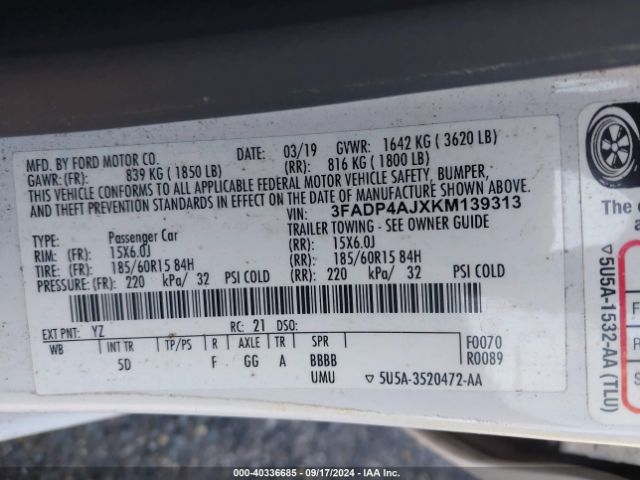 MFD. BY FORD MOTOR CO.
DATE: 03/19 GVWR: 1642 KG ( 3620 LB)
GAWR: (FR): 839 KG ( 1850 LB) (RR): 816 KG ( 1800 LB)
THIS VEHICLE CONFORMS TO ALL APPLICABLE FEDERAL MOTOR VEHICLE SAFETY, BUMPER,
AND THEFT PREVENTION STANDARDS IN EFFECT ON THE DATE OF MANUFACTURE SHOWN ABOVE.
VIN: 3FADP4AJXKM139313
TYPE: Passenger Car TRAILER TOWING - SEE OWNER GUIDE
RIM: (FR): 15X6.0J (RR): 15X6.0J
TIRE: (FR): 185/60R15 84H (RR): 185/60R15 84H
PRESSURE: (FR): 220 kPa/ 32 PSI COLD (RR): 220 kPa/ 32 PSI COLD
EXT PNT: YZ RC: 21 DSO:
WB INT TR TP/PS R AXLE TR SPR F0070
5D F GG A BBBB R0089
UMU ▽ 5U5A-3520472-AA
▽5U5A-1532-AA (TLU)
000-40336685 - 09/17/2024 - IAA Inc.